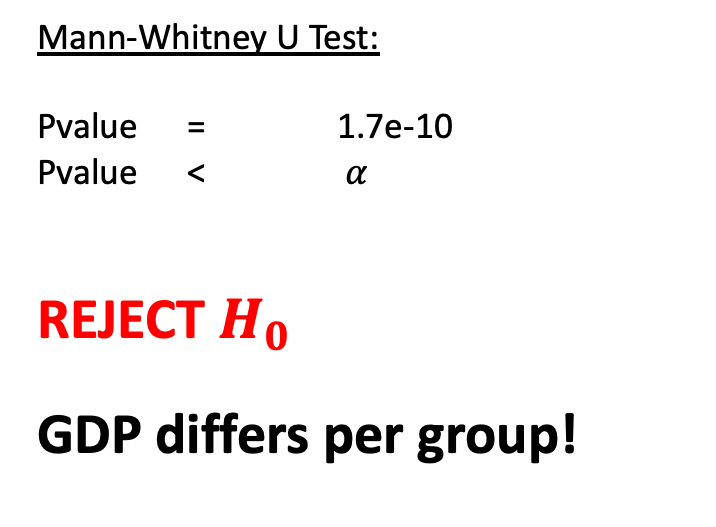 Mann-Whitney U Test:
Pvalue = 1.7e-10
Pvalue < α
REJECT H₀
GDP differs per group!